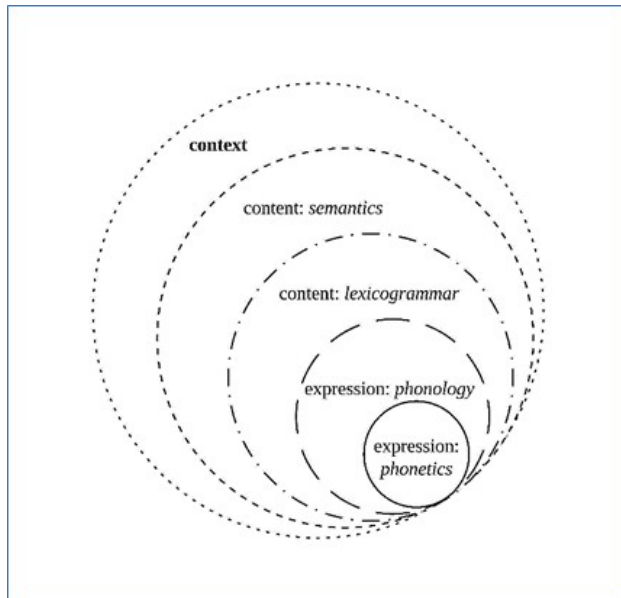 context
content: semantics
content: lexicogrammar
expression: phonology
expression:
phonetics